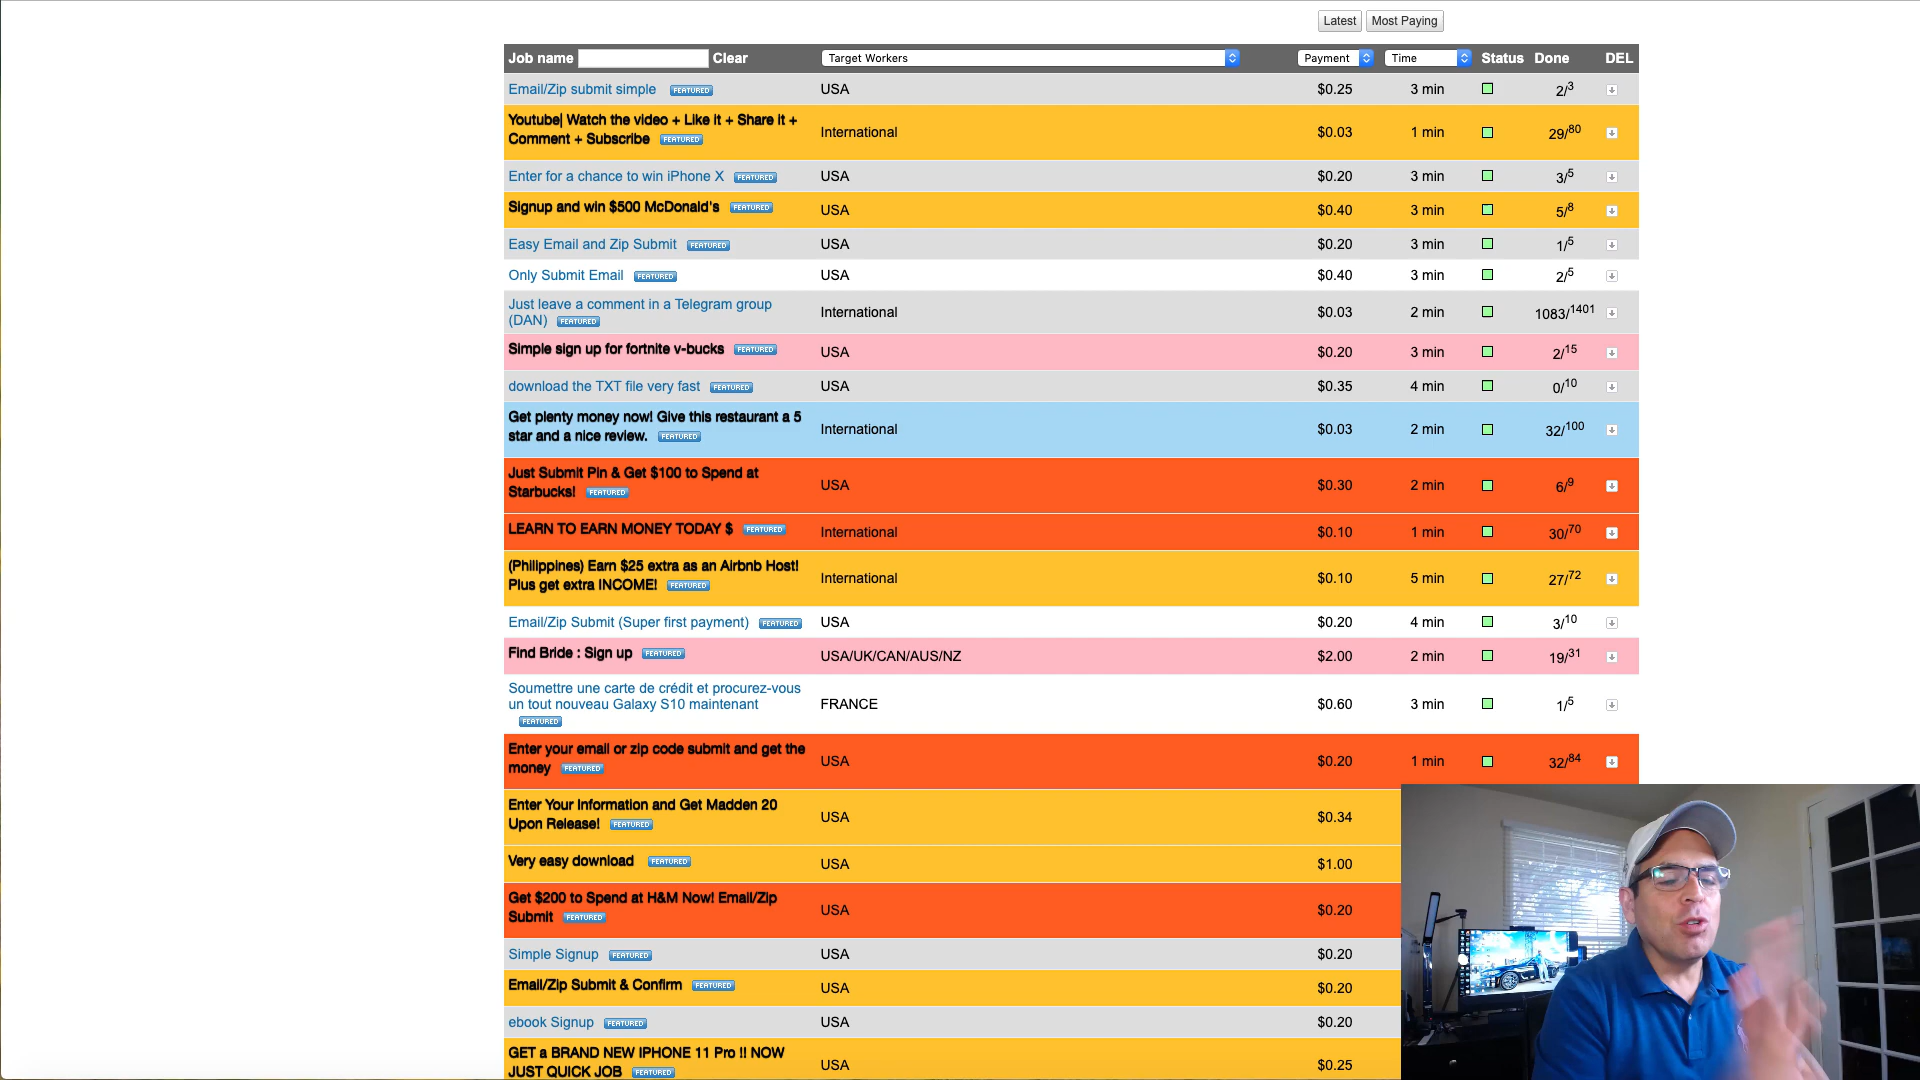 Latest Most Paying
Job name Clear Target Workers Payment Time Status Done DEL
Email/Zip submit simple FEATURED USA $0.25 3 min 2/3
Youtube| Watch the video + Like it + Share it +
Comment + Subscribe FEATURED International $0.03 1 min 29/80
Enter for a chance to win iPhone X FEATURED USA $0.20 3 min 3/5
Signup and win $500 McDonald's FEATURED USA $0.40 3 min 5/8
Easy Email and Zip Submit FEATURED USA $0.20 3 min 1/5
Only Submit Email FEATURED USA $0.40 3 min 2/5
Just leave a comment in a Telegram group
(DAN) FEATURED International $0.03 2 min 1083/1401
Simple sign up for fortnite v-bucks FEATURED USA $0.20 3 min 2/15
download the TXT file very fast FEATURED USA $0.35 4 min 0/10
Get plenty money now! Give this restaurant a 5
star and a nice review. FEATURED International $0.03 2 min 32/100
Just Submit Pin & Get $100 to Spend at
Starbucks! FEATURED USA $0.30 2 min 6/9
LEARN TO EARN MONEY TODAY $ FEATURED International $0.10 1 min 30/70
(Philippines) Earn $25 extra as an Airbnb Host!
Plus get extra INCOME! FEATURED International $0.10 5 min 27/72
Email/Zip Submit (Super first payment) FEATURED USA $0.20 4 min 3/10
Find Bride : Sign up FEATURED USA/UK/CAN/AUS/NZ $2.00 2 min 19/31
Soumettre une carte de crédit et procurez-vous
un tout nouveau Galaxy S10 maintenant
FEATURED FRANCE $0.60 3 min 1/5
Enter your email or zip code submit and get the
money FEATURED USA $0.20 1 min 32/84
Enter Your Information and Get Madden 20
Upon Release! FEATURED USA $0.34
Very easy download FEATURED USA $1.00
Get $200 to Spend at H&M Now! Email/Zip
Submit FEATURED USA $0.20
Simple Signup FEATURED USA $0.20
Email/Zip Submit & Confirm FEATURED USA $0.20
ebook Signup FEATURED USA $0.20
GET a BRAND NEW IPHONE 11 Pro !! NOW
JUST QUICK JOB FEATURED USA $0.25